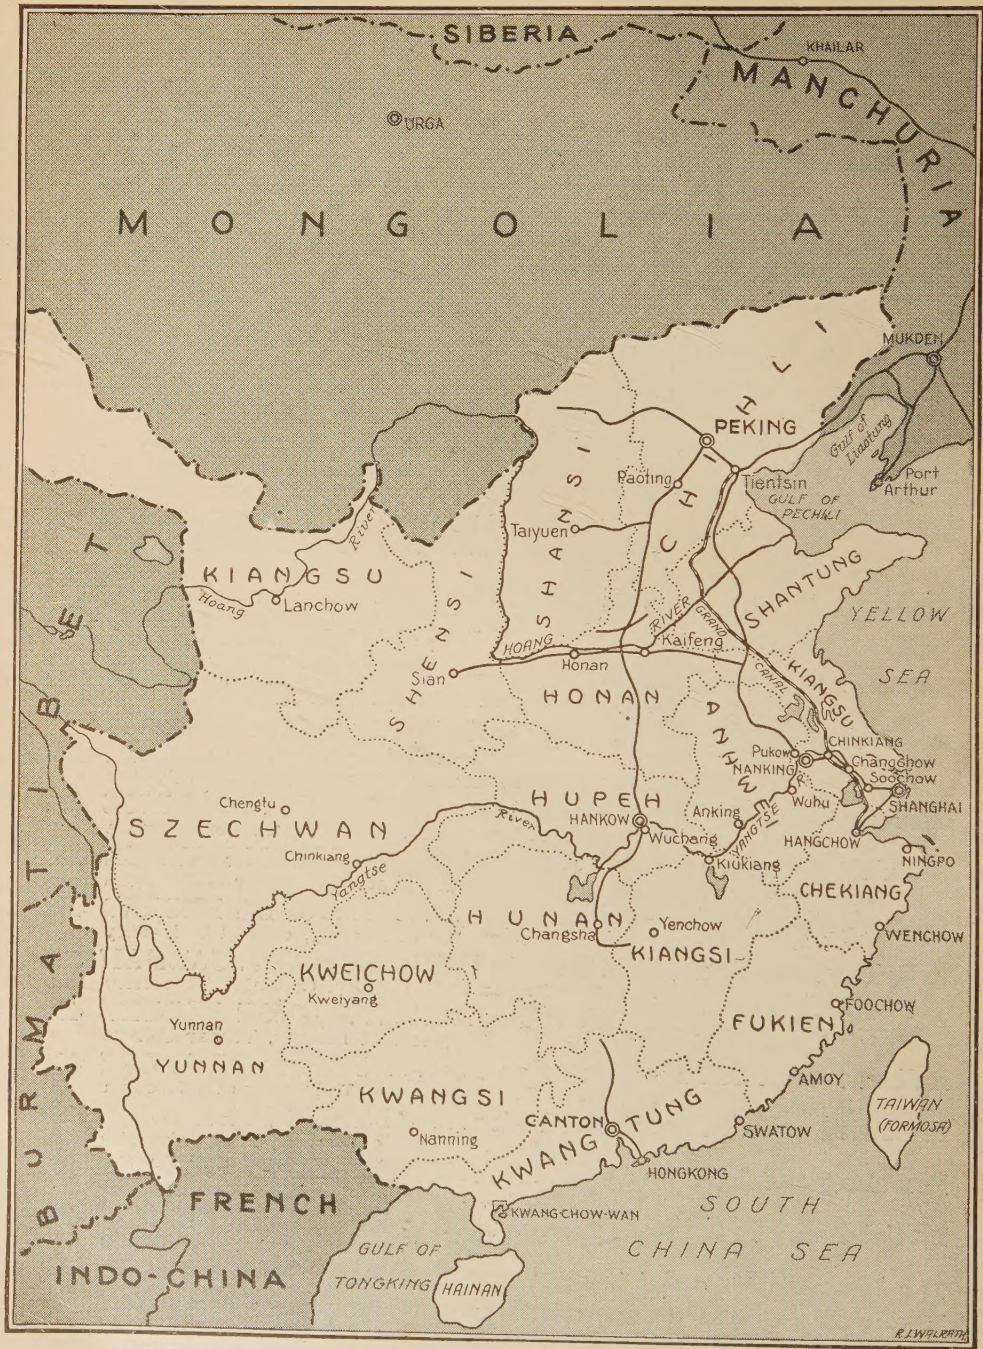 SIBERIA
KHAILAR
MANCHURIA
URGA
MONGOLIA
MUKDEN
CHIHLI
PEKING
Gulf of
Liaotung
Paoting
Tientsin
Port
Arthur
GULF OF
PECHILI
SHANSI
Taiyuen
TIBET
River
KIANGSU
Hoang
Lanchow
SHENSI
SHANTUNG
YELLOW
SEA
RIVER
GRAND
CANAL
HOANG
Kaifeng
Honan
Sian
HONAN
KIANGSU
ANHWEI
CHINKIANG
Pukow
NANKING
Changchow
Soochow
SHANGHAI
Wuhu
Chengtu
SZECHWAN
HUPEH
HANKOW
River
Wuchang
Anking
YANGTSE
R.
HANGCHOW
NINGPO
Chinkiang
Yangtse
Kiukiang
CHEKIANG
HUNAN
Changsha
Yenchow
KIANGSI
WENCHOW
KWEICHOW
Kweiyang
FOOCHOW
FUKIEN
Yunnan
YUNNAN
BURMA
KWANGSI
AMOY
TAIWAN
(FORMOSA)
CANTON
KWANG TUNG
SWATOW
Nanning
HONGKONG
FRENCH
INDO-CHINA
KWANG-CHOW-WAN
SOUTH
CHINA SEA
GULF OF
TONGKING
HAINAN
R.J.WALRATH